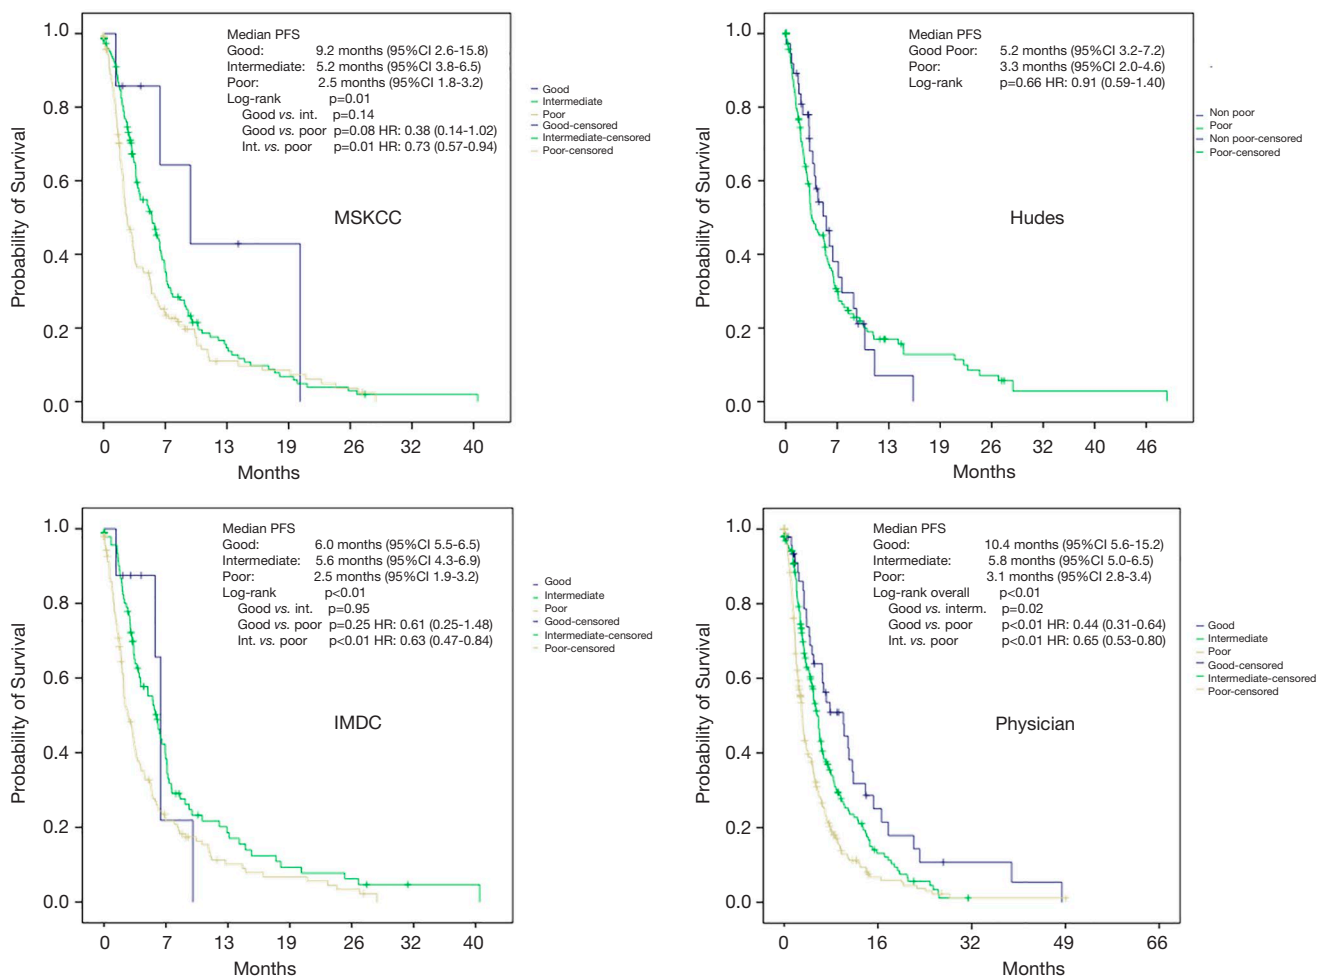 Median PFS
Good: 9.2 months (95%CI 2.6-15.8)
Intermediate: 5.2 months (95%CI 3.8-6.5)
Poor: 2.5 months (95%CI 1.8-3.2)
Log-rank p=0.01
Good vs. int. p=0.14
Good vs. poor p=0.08 HR: 0.38 (0.14-1.02)
Int. vs. poor p=0.01 HR: 0.73 (0.57-0.94)
MSKCC
Good
Intermediate
Poor
Good-censored
Intermediate-censored
Poor-censored
Probability of Survival
1.0
0.8
0.6
0.4
0.2
0.0
0 7 13 19 26 32 40
Months
Median PFS
Good Poor: 5.2 months (95%CI 3.2-7.2)
Poor: 3.3 months (95%CI 2.0-4.6)
Log-rank p=0.66 HR: 0.91 (0.59-1.40)
Hudes
Non poor
Poor
Non poor-censored
Poor-censored
Probability of Survival
1.0
0.8
0.6
0.4
0.2
0.0
0 7 13 19 26 32 40 46
Months
Median PFS
Good: 6.0 months (95%CI 5.5-6.5)
Intermediate: 5.6 months (95%CI 4.3-6.9)
Poor: 2.5 months (95%CI 1.9-3.2)
Log-rank p<0.01
Good vs. int. p=0.95
Good vs. poor p=0.25 HR: 0.61 (0.25-1.48)
Int. vs. poor p<0.01 HR: 0.63 (0.47-0.84)
IMDC
Good
Intermediate
Poor
Good-censored
Intermediate-censored
Poor-censored
Probability of Survival
1.0
0.8
0.6
0.4
0.2
0.0
0 7 13 19 26 32 40
Months
Median PFS
Good: 10.4 months (95%CI 5.6-15.2)
Intermediate: 5.8 months (95%CI 5.0-6.5)
Poor: 3.1 months (95%CI 2.8-3.4)
Log-rank overall p<0.01
Good vs. interm. p=0.02
Good vs. poor p<0.01 HR: 0.44 (0.31-0.64)
Int. vs. poor p<0.01 HR: 0.65 (0.53-0.80)
Physician
Good
Intermediate
Poor
Good-censored
Intermediate-censored
Poor-censored
Probability of Survival
1.0
0.8
0.6
0.4
0.2
0.0
0 16 32 49 66
Months